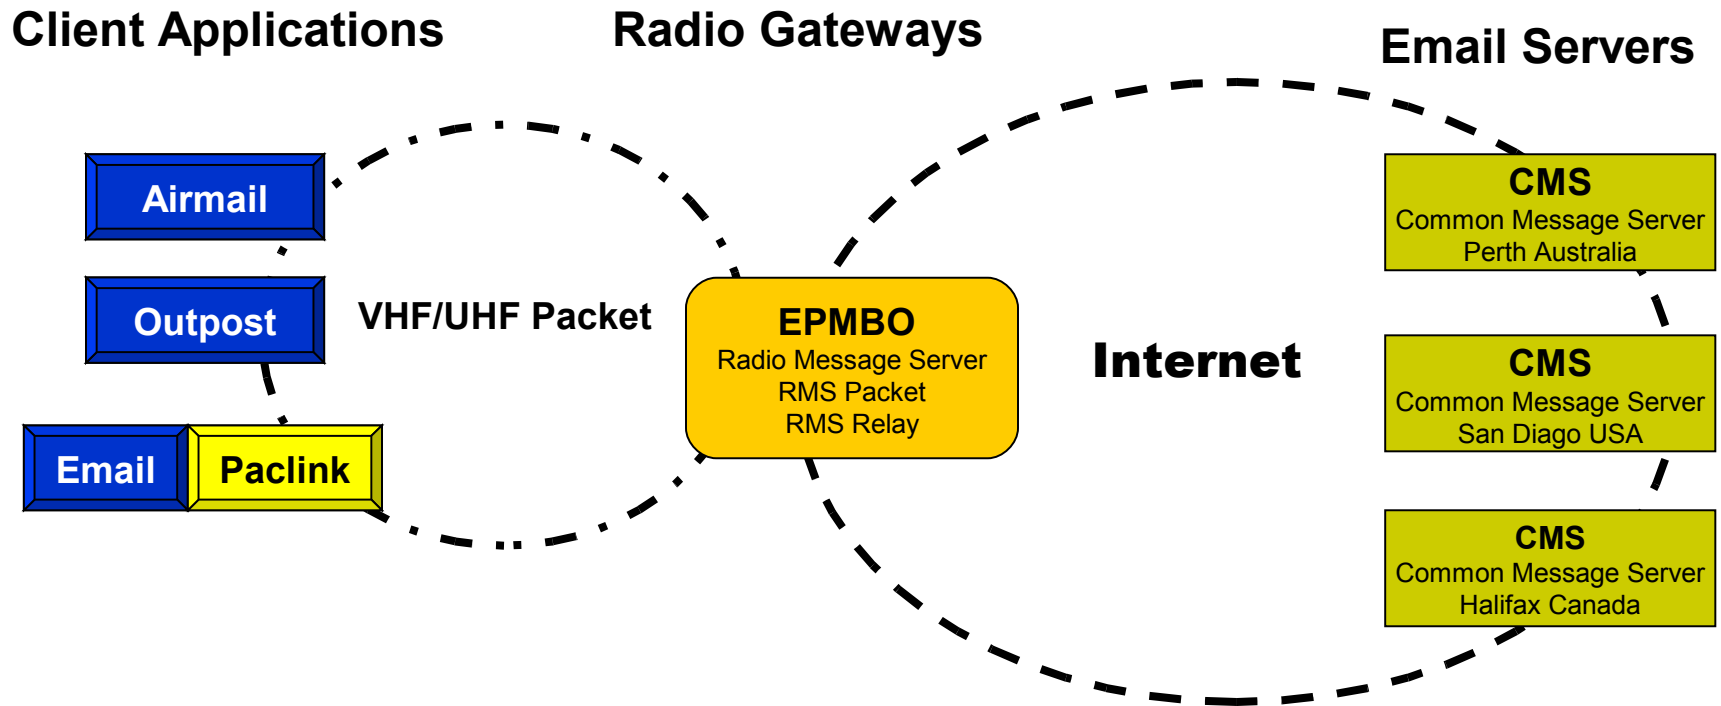 Client Applications
Radio Gateways
Email Servers
Airmail
Outpost
Email
Paclink
VHF/UHF Packet
EPMBO
Radio Message Server
RMS Packet
RMS Relay
Internet
CMS
Common Message Server
Perth Australia
CMS
Common Message Server
San Diago USA
CMS
Common Message Server
Halifax Canada